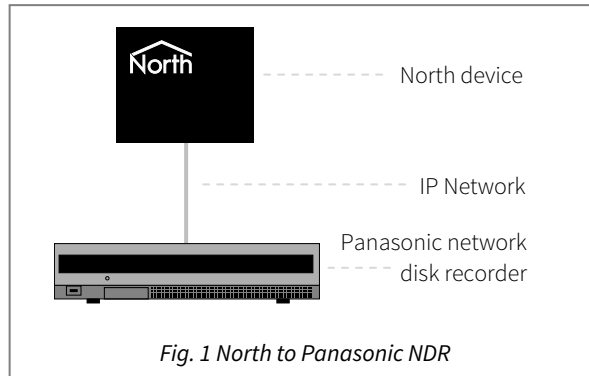 North
North device
IP Network
Panasonic network
disk recorder
Fig. 1 North to Panasonic NDR